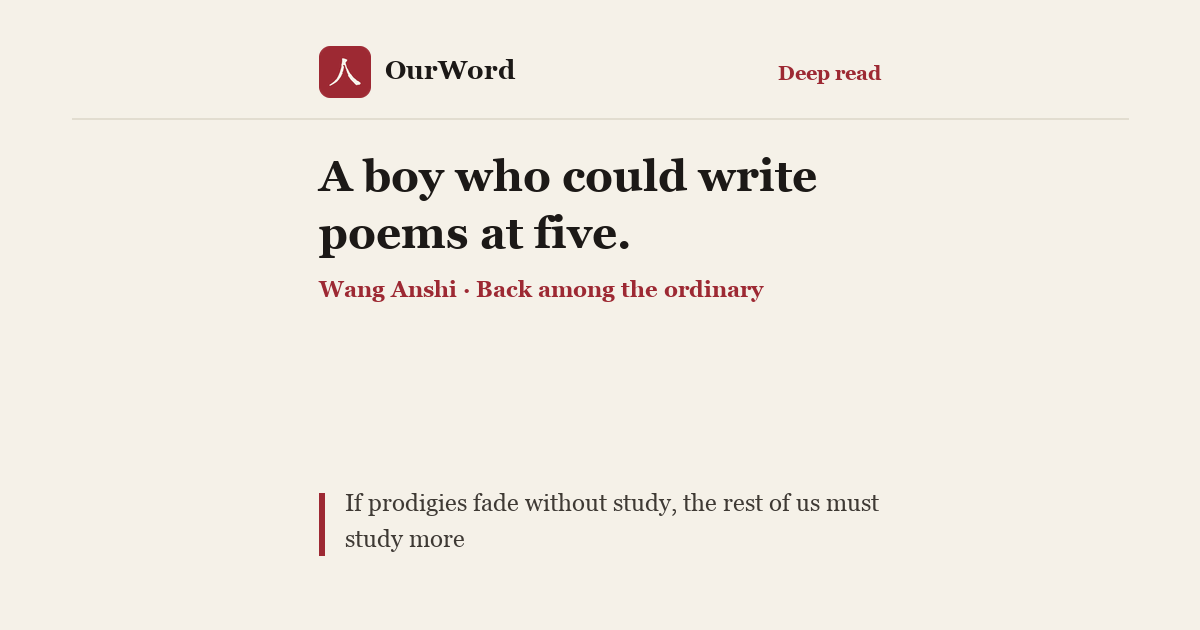 人 OurWord
Deep read
A boy who could write
poems at five.
Wang Anshi · Back among the ordinary
If prodigies fade without study, the rest of us must
study more